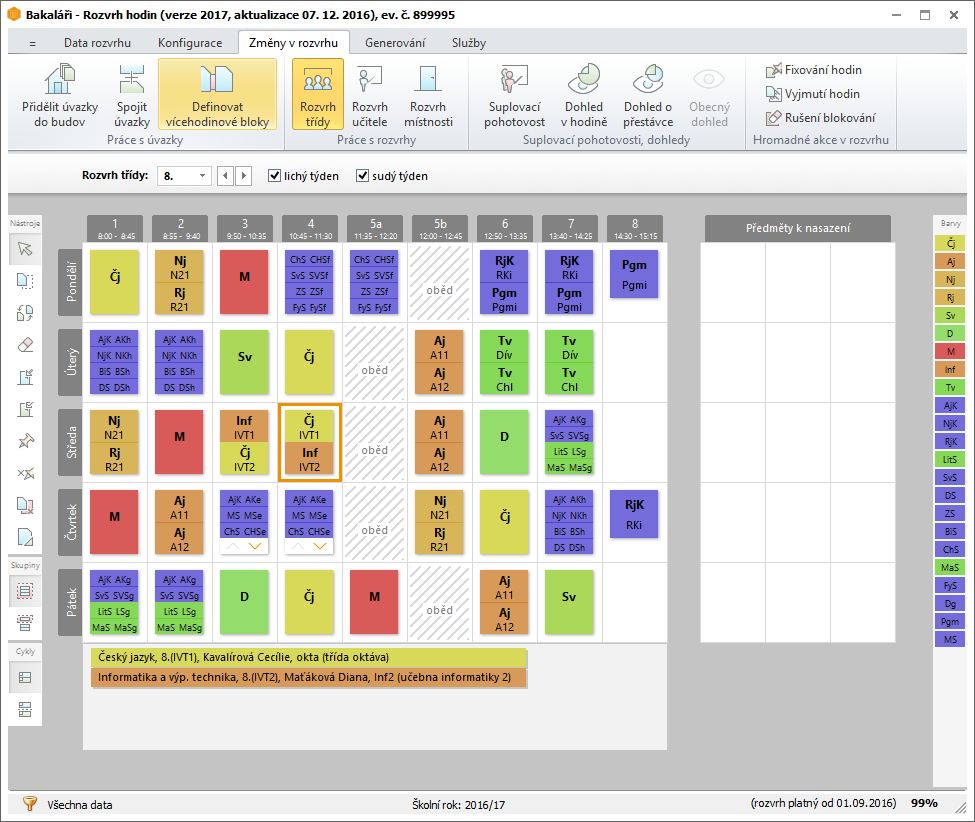 Bakaláři - Rozvrh hodin (verze 2017, aktualizace 07. 12. 2016), ev. č. 899995
= Data rozvrhu Konfigurace Změny v rozvrhu Generování Služby
Přidělit úvazky do budov
Spojit úvazky
Definovat vícehodinové bloky
Práce s úvazky
Rozvrh třídy
Rozvrh učitele
Rozvrh místnosti
Práce s rozvrhy
Suplovací pohotovost
Dohled v hodině
Dohled o přestávce
Obecný dohled
Suplovací pohotovosti, dohledy
Fixování hodin
Vyjmutí hodin
Rušení blokování
Hromadné akce v rozvrhu
Rozvrh třídy: 8. lichý týden sudý týden
Nástroje
Skupiny
Cykly
1 2 3 4 5a 5b 6 7 8
8:00 - 8:45 8:55 - 9:40 9:50 - 10:35 10:45 - 11:30 11:35 - 12:20 12:00 - 12:45 12:50 - 13:35 13:40 - 14:25 14:30 - 15:15
Předměty k nasazení
Pondělí
Čj
Nj N21 Rj R21
M
ChS CHSf SvS SVSf ZS ZSf FyS FySf
ChS CHSf SvS SVSf ZS ZSf FyS FySf
oběd
RjK RKi Pgm Pgmi
RjK RKi Pgm Pgmi
Pgm Pgmi
Úterý
AjK AKh NjK NKh BiS BSh DS DSh
AjK AKh NjK NKh BiS BSh DS DSh
Sv
Čj
oběd
Aj A11 Aj A12
Tv Dív Tv Chl
Tv Dív Tv Chl
Středa
Nj N21 Rj R21
M
Inf IVT1 Čj IVT2
Čj IVT1 Inf IVT2
oběd
Aj A11 Aj A12
D
AjK AKg SvS SVSg LitS LSg MaS MaSg
Čtvrtek
M
Aj A11 Aj A12
AjK AKe MS MSe ChS CHSe
AjK AKe MS MSe ChS CHSe
oběd
Nj N21 Rj R21
Čj
AjK AKh NjK NKh BiS BSh DS DSh
RjK RKi
Pátek
AjK AKg SvS SVSg LitS LSg MaS MaSg
AjK AKg SvS SVSg LitS LSg MaS MaSg
D
Čj
M
oběd
Aj A11 Aj A12
Sv
Český jazyk, 8.(IVT1), Kavalírová Cecílie, okta (třída oktáva)
Informatika a výp. technika, 8.(IVT2), Maťáková Diana, Inf2 (učebna informatiky 2)
Barvy
Čj
Aj
Nj
Rj
Sv
D
M
Inf
Tv
AjK
NjK
RjK
LitS
SvS
DS
ZS
BiS
ChS
MaS
FyS
Dg
Pgm
MS
Všechna data Školní rok: 2016/17 (rozvrh platný od 01.09.2016) 99%